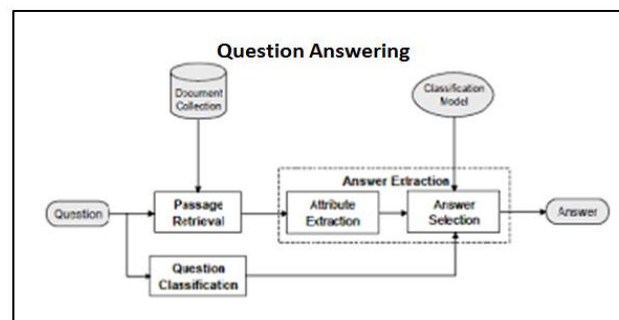 Question Answering
Document
Collection
Classification
Model
Answer Extraction
Question
Passage
Retrieval
Attribute
Extraction
Answer
Selection
Answer
Question
Classification